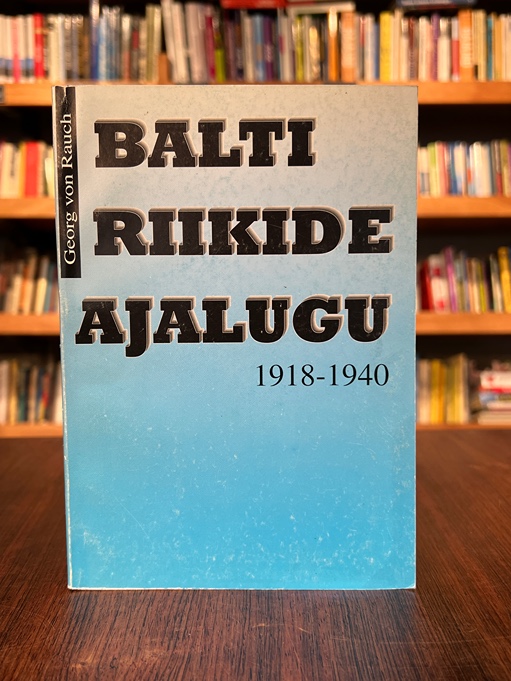 Georg von Rauch
BALTI
RIIKIDE
AJALUGU
1918-1940